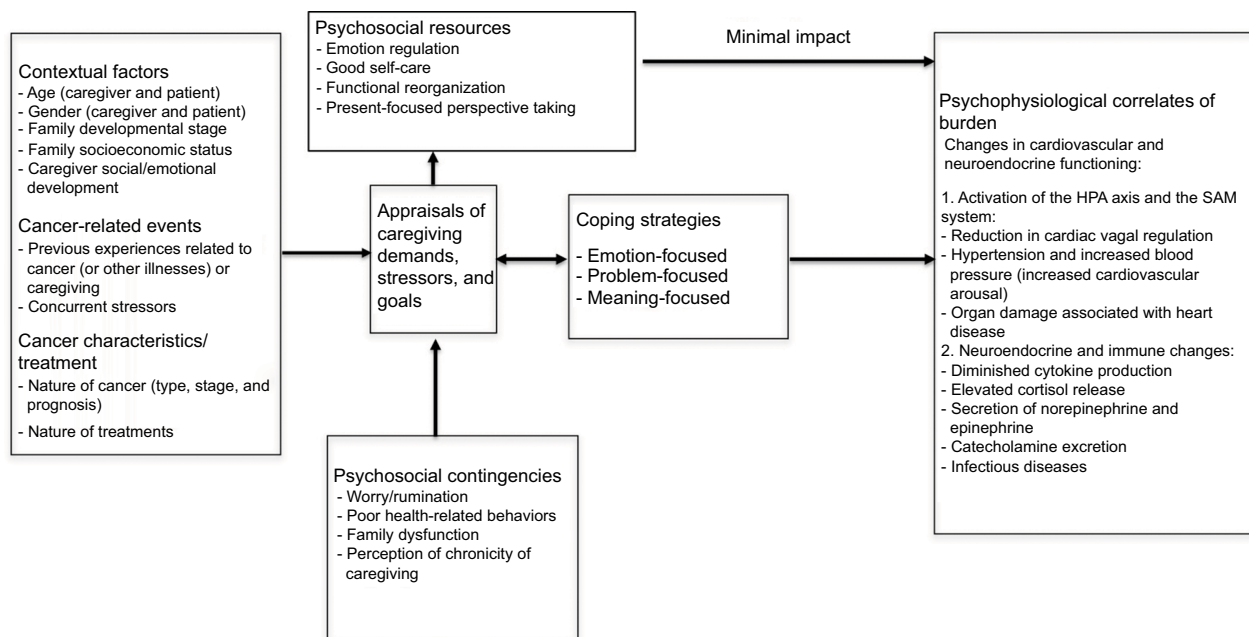 Contextual factors
- Age (caregiver and patient)
- Gender (caregiver and patient)
- Family developmental stage
- Family socioeconomic status
- Caregiver social/emotional
development
Cancer-related events
- Previous experiences related to
cancer (or other illnesses) or
caregiving
- Concurrent stressors
Cancer characteristics/
treatment
- Nature of cancer (type, stage, and
prognosis)
- Nature of treatments
Psychosocial resources
- Emotion regulation
- Good self-care
- Functional reorganization
- Present-focused perspective taking
Appraisals of
caregiving
demands,
stressors, and
goals
Psychosocial contingencies
- Worry/rumination
- Poor health-related behaviors
- Family dysfunction
- Perception of chronicity of
caregiving
Coping strategies
- Emotion-focused
- Problem-focused
- Meaning-focused
Minimal impact
Psychophysiological correlates of
burden
Changes in cardiovascular and
neuroendocrine functioning:
1. Activation of the HPA axis and the SAM
system:
- Reduction in cardiac vagal regulation
- Hypertension and increased blood
pressure (increased cardiovascular
arousal)
- Organ damage associated with heart
disease
2. Neuroendocrine and immune changes:
- Diminished cytokine production
- Elevated cortisol release
- Secretion of norepinephrine and
epinephrine
- Catecholamine excretion
- Infectious diseases